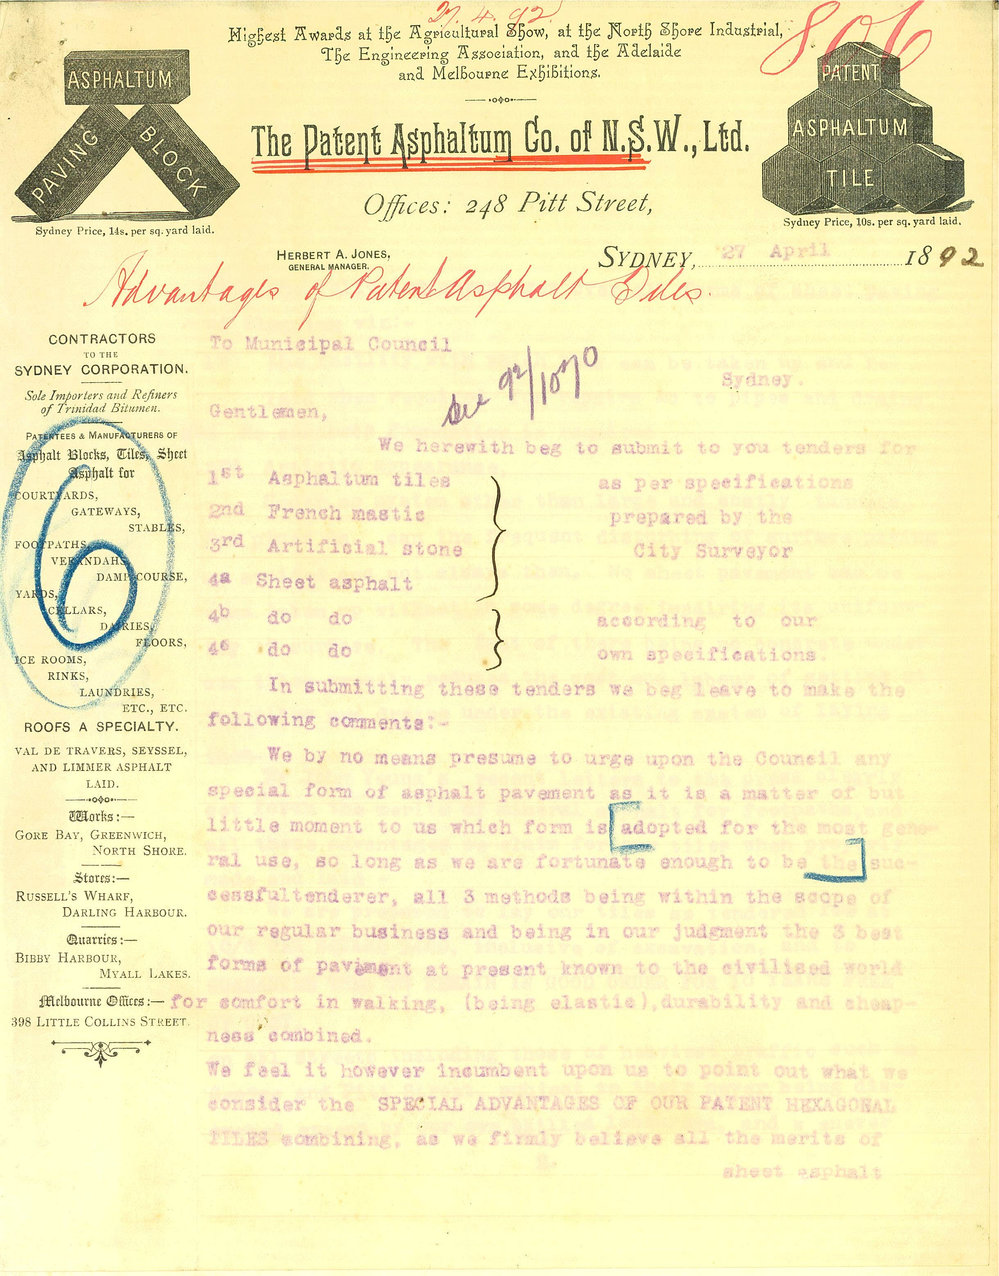 27.4.92
806
Highest Awards at the Agricultural Show, at the North Shore Industrial,
The Engineering Association, and the Adelaide
and Melbourne Exhibitions.
ASPHALTUM
PAVING
BLOCK
Sydney Price, 14s. per sq. yard laid.
PATENT
ASPHALTUM
TILE
Sydney Price, 10s. per sq. yard laid.
The Patent Asphaltum Co. of N.S.W., Ltd.
Offices: 248 Pitt Street,
HERBERT A. JONES,
GENERAL MANAGER.
SYDNEY, 27 April 1892
Advantages of Patent Asphalt Tiles.
CONTRACTORS
TO THE
SYDNEY CORPORATION.
Sole Importers and Refiners
of Trinidad Bitumen.
PATENTEES & MANUFACTURERS OF
Asphalt Blocks, Tiles, Sheet
Asphalt for
COURTYARDS,
GATEWAYS,
STABLES,
FOOTPATHS,
VERANDAHS,
DAMP COURSE,
YARDS,
CELLARS,
DAIRIES,
FLOORS,
ICE ROOMS,
RINKS,
LAUNDRIES,
ETC., ETC.
ROOFS A SPECIALTY.
VAL DE TRAVERS, SEYSSEL,
AND LIMMER ASPHALT
LAID.
Works:—
GORE BAY, GREENWICH,
NORTH SHORE.
Stores:—
RUSSELL'S WHARF,
DARLING HARBOUR.
Quarries:—
BIBBY HARBOUR,
MYALL LAKES.
Melbourne Offices:—
398 LITTLE COLLINS STREET.
6
To Municipal Council
Sydney.
See 92/1070
Gentlemen,
We herewith beg to submit to you tenders for
1st Asphaltum tiles as per specifications
2nd French mastic prepared by the
3rd Artificial stone City Surveyor
4a Sheet asphalt
4b do do according to our
4c do do own specifications.
In submitting these tenders we beg leave to make the
following comments:-
We by no means presume to urge upon the Council any
special form of asphalt pavement as it is a matter of but
little moment to us which form is adopted for the most gene-
ral use, so long as we are fortunate enough to be the suc-
cessfultenderer, all 3 methods being within the scope of
our regular business and being in our judgment the 3 best
forms of pavement at present known to the civilised world
for comfort in walking, (being elastic), durability and cheap-
ness combined.
We feel it however incumbent upon us to point out what we
consider the SPECIAL ADVANTAGES OF OUR PATENT HEXAGONAL
TILES combining, as we firmly believe all the merits of
sheet asphalt